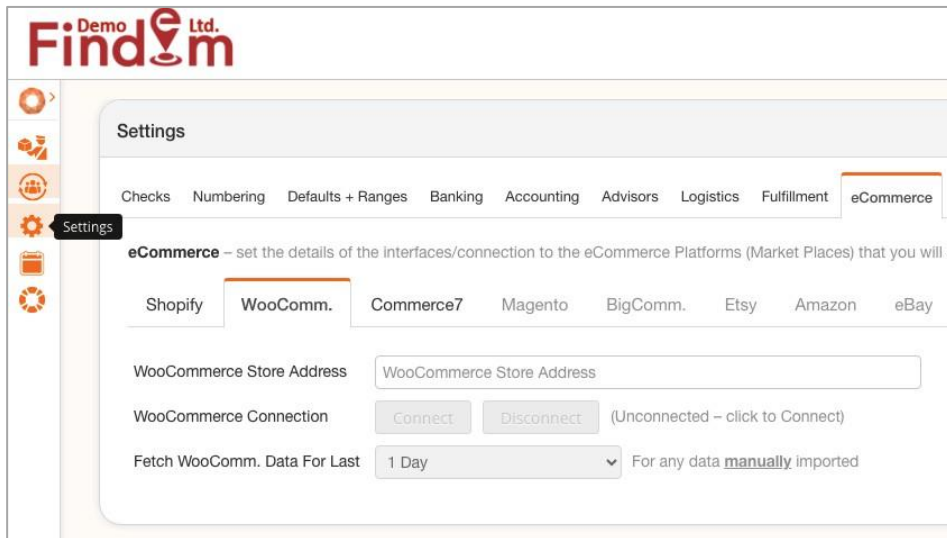 Demo Ltd.
Findem
Settings
Checks Numbering Defaults + Ranges Banking Accounting Advisors Logistics Fulfillment eCommerce
Settings
eCommerce – set the details of the interfaces/connection to the eCommerce Platforms (Market Places) that you will
Shopify WooComm. Commerce7 Magento BigComm. Etsy Amazon eBay
WooCommerce Store Address WooCommerce Store Address
WooCommerce Connection Connect Disconnect (Unconnected – click to Connect)
Fetch WooComm. Data For Last 1 Day For any data manually imported